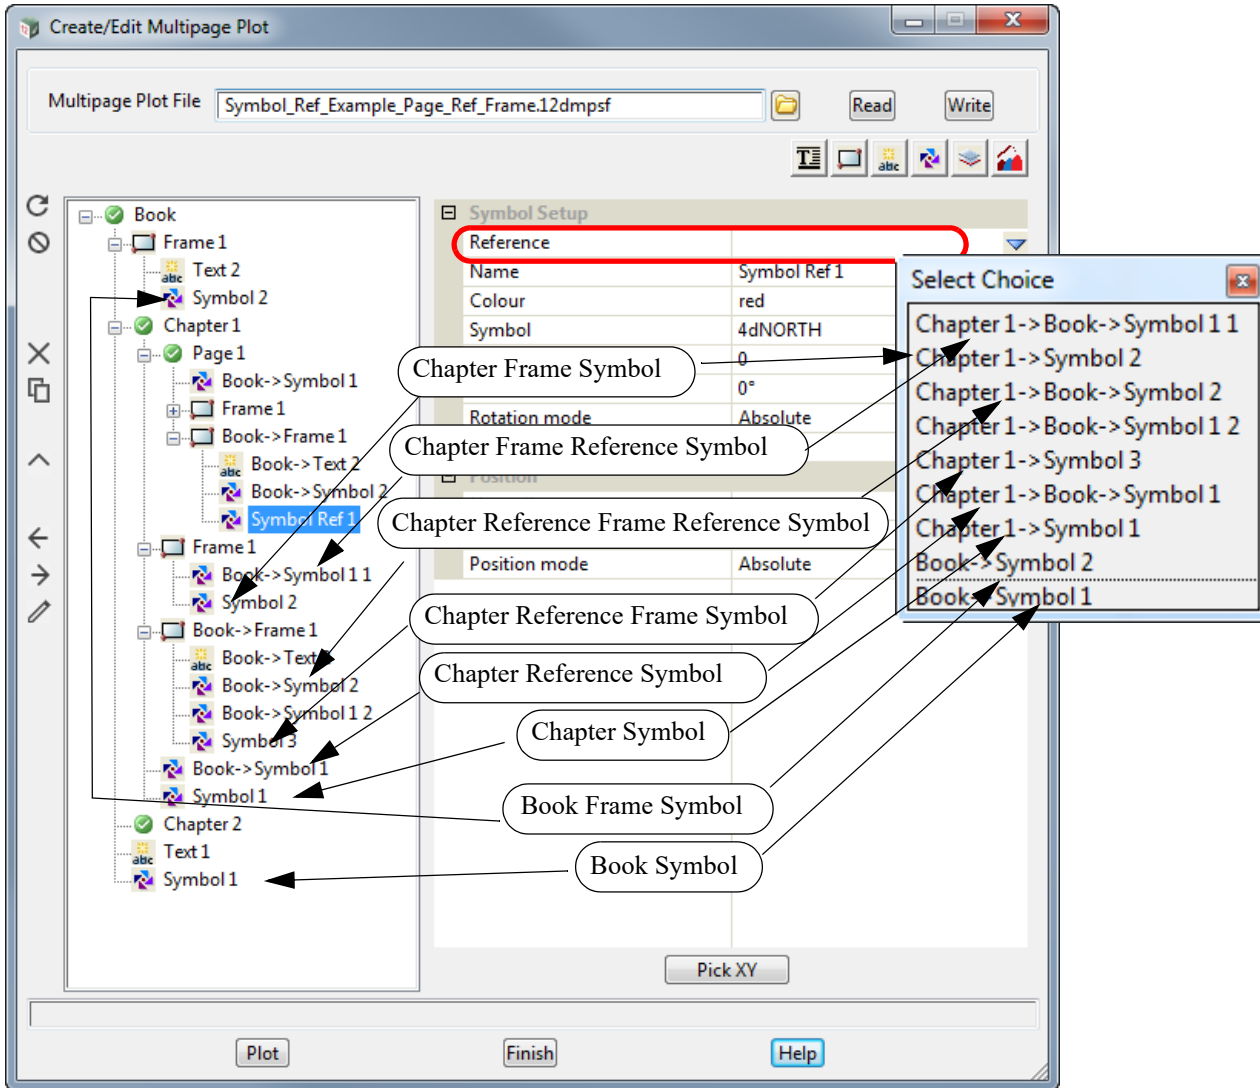 Create/Edit Multipage Plot
Multipage Plot File
Symbol_Ref_Example_Page_Ref_Frame.12dmpsf
Read
Write
Book
Frame 1
Text 2
Symbol 2
Chapter 1
Page 1
Book->Symbol 1
Frame 1
Book->Frame 1
Book->Text 2
Book->Symbol 2
Symbol Ref 1
Frame 1
Book->Symbol 1 1
Symbol 2
Book->Frame 1
Book->Text
Book->Symbol 2
Book->Symbol 1 2
Symbol 3
Book->Symbol 1
Symbol 1
Chapter 2
Text 1
Symbol 1
Symbol Setup
Reference
Name Symbol Ref 1
Colour red
Symbol 4dNORTH
0
0°
Rotation mode Absolute
Position
Position mode Absolute
Select Choice
Chapter 1->Book->Symbol 1 1
Chapter 1->Symbol 2
Chapter 1->Book->Symbol 2
Chapter 1->Book->Symbol 1 2
Chapter 1->Symbol 3
Chapter 1->Book->Symbol 1
Chapter 1->Symbol 1
Book->Symbol 2
Book->Symbol 1
Chapter Frame Symbol
Chapter Frame Reference Symbol
Chapter Reference Frame Reference Symbol
Chapter Reference Frame Symbol
Chapter Reference Symbol
Chapter Symbol
Book Frame Symbol
Book Symbol
Pick XY
Plot
Finish
Help